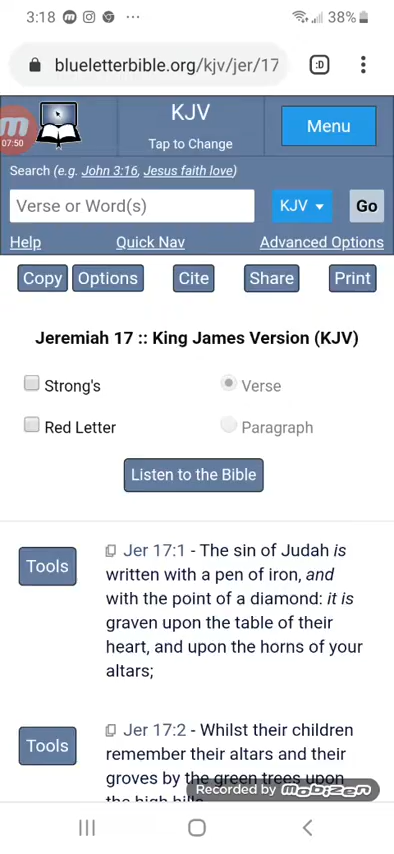 3:18 38%
blueletterbible.org/kjv/jer/17 :D
07:50
KJV
Menu
Tap to Change
Search (e.g. John 3:16, Jesus faith love)
Verse or Word(s) KJV Go
Help Quick Nav Advanced Options
Copy Options Cite Share Print
Jeremiah 17 :: King James Version (KJV)
Strong's Verse
Red Letter Paragraph
Listen to the Bible
Tools
Jer 17:1 - The sin of Judah is
written with a pen of iron, and
with the point of a diamond: it is
graven upon the table of their
heart, and upon the horns of your
altars;
Tools
Jer 17:2 - Whilst their children
remember their altars and their
groves by the green trees upon
the high hills
Recorded by mobizen